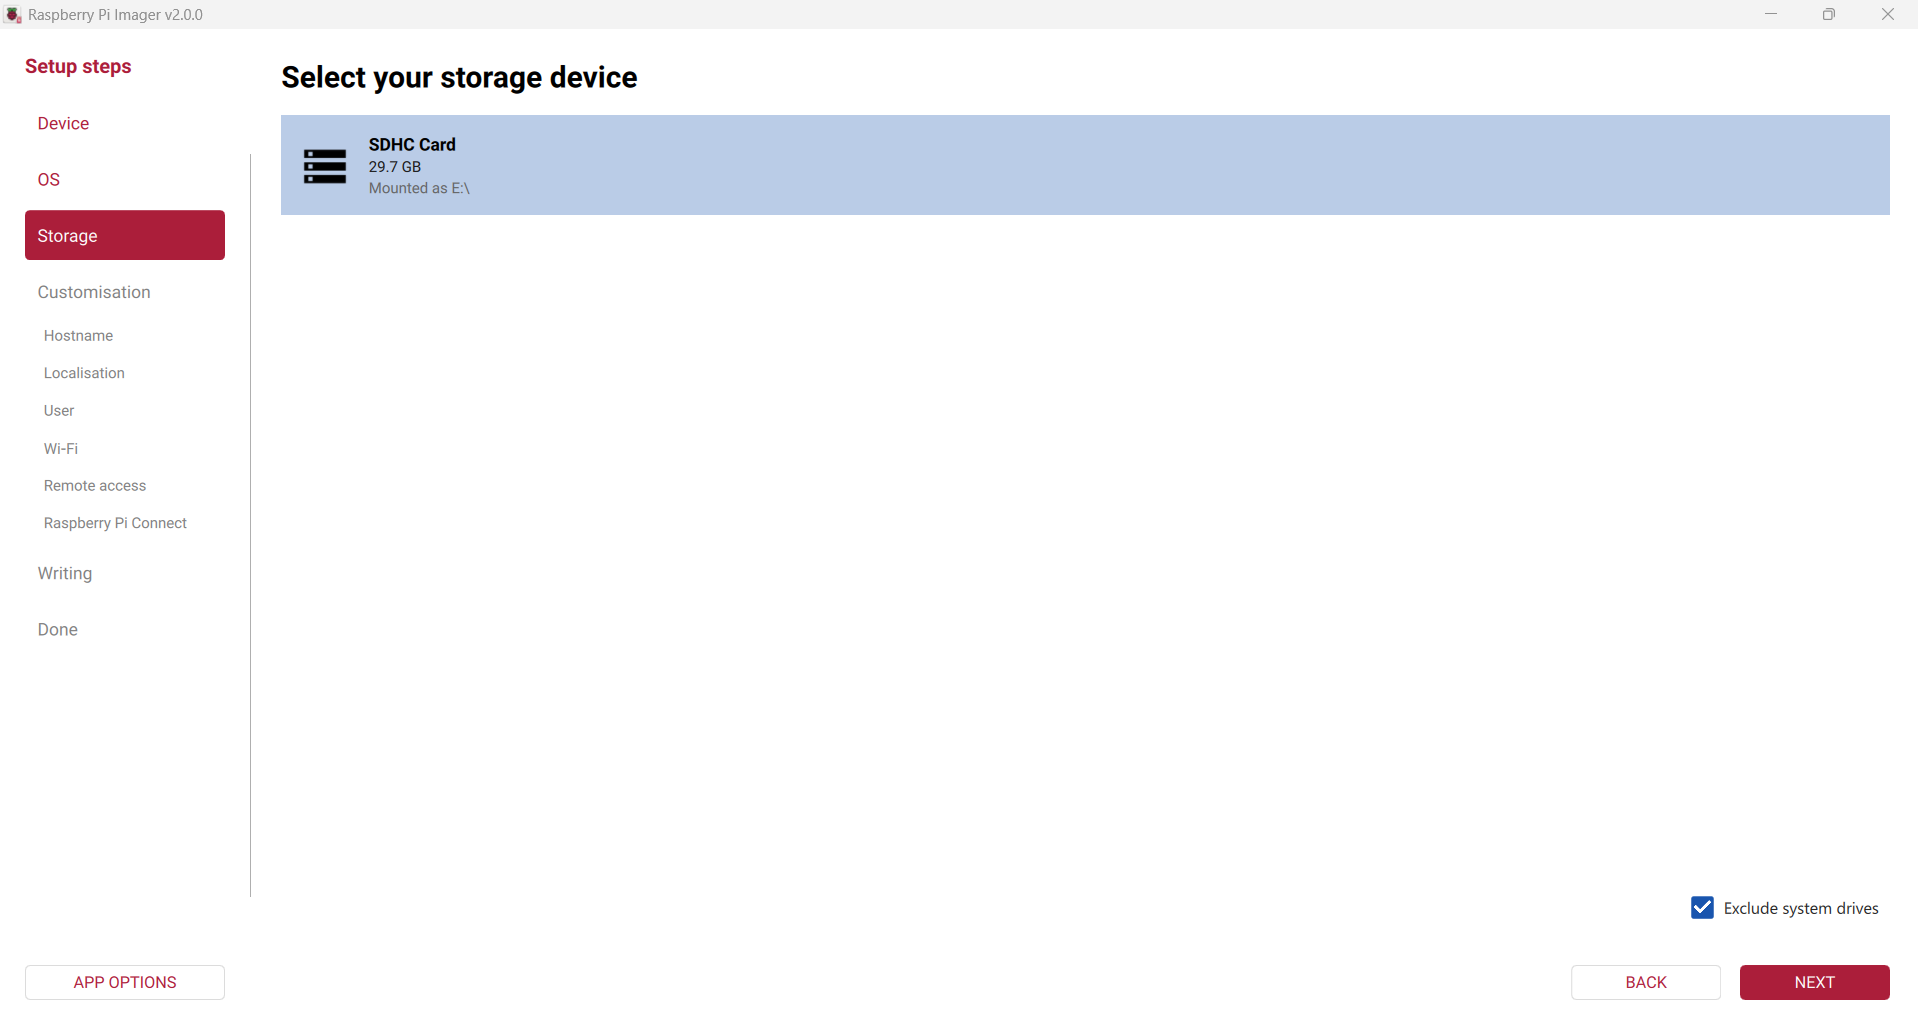 Raspberry Pi Imager v2.0.0
Setup steps
Device
OS
Storage
Customisation
Hostname
Localisation
User
Wi-Fi
Remote access
Raspberry Pi Connect
Writing
Done
APP OPTIONS
Select your storage device
SDHC Card
29.7 GB
Mounted as E:\
Exclude system drives
BACK
NEXT